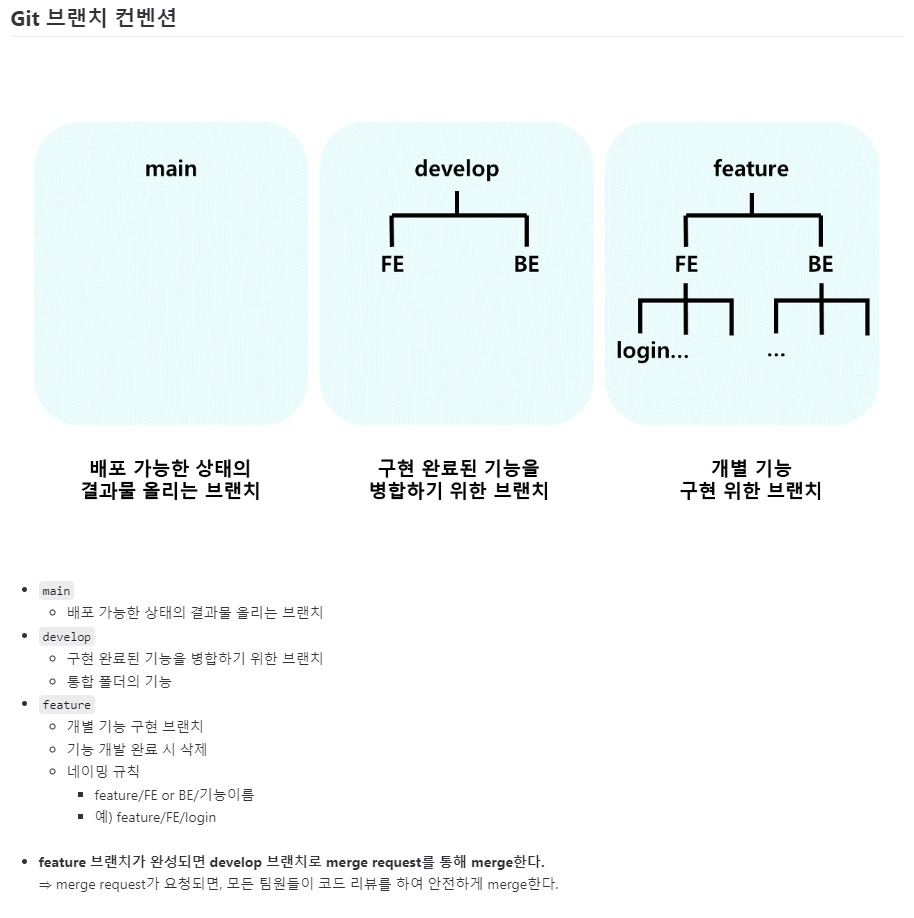 Git 브랜치 컨벤션
main
develop
FE
BE
배포 가능한 상태의
결과물 올리는 브랜치
구현 완료된 기능을
병합하기 위한 브랜치
feature
FE
BE
login...
...
개별 기능
구현 위한 브랜치
main
배포 가능한 상태의 결과물 올리는 브랜치
develop
구현 완료된 기능을 병합하기 위한 브랜치
통합 폴더의 기능
feature
개별 기능 구현 브랜치
기능 개발 완료 시 삭제
네이밍 규칙
feature/FE or BE/기능이름
예) feature/FE/login
feature 브랜치가 완성되면 develop 브랜치로 merge request를 통해 merge한다.
⇒ merge request가 요청되면, 모든 팀원들이 코드 리뷰를 하여 안전하게 merge한다.